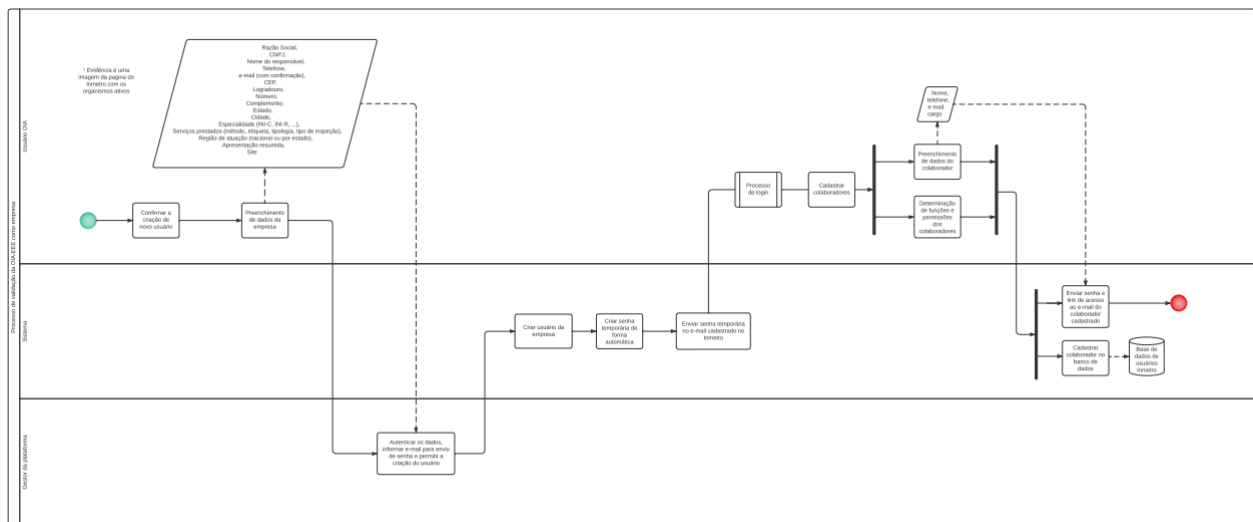 Processo de validação da OIA-EEE como empresa
Usuário OIA
¹ Evidência é uma
imagem da pagina do
Inmetro com os
organismos ativos
Razão Social,
CNPJ,
Nome do responsável,
Telefone,
e-mail (com confirmação),
CEP,
Logradouro,
Número,
Complemento,
Estado,
Cidade,
Especialidade (INI-C, INI-R, ...),
Serviços prestados (método, etiqueta, tipologia, tipo de inspeção),
Região de atuação (nacional ou por estado),
Apresentação resumida,
Site
Confirmar a
criação de
novo usuário
Preenchimento
de dados da
empresa
Processo
de login
Cadastrar
colaboradores
Nome,
telefone,
e-mail,
cargo
Preenchimento
de dados do
colaborador
Determinação
de funções e
permissões
dos
colaboradores
Sistema
Criar usuário da
empresa
Criar senha
temporária de
forma
automática
Enviar senha temporária
no e-mail cadastrado no
Inmetro
Enviar senha e
link de acesso
ao e-mail do
colaborador
cadastrado
Cadastrar
colaborador no
banco de
dados
Base de
dados de
usuários
Inmetro
Gestor da plataforma
Autenticar os dados,
informar e-mail para envio
de senha e permitir a
criação do usuário